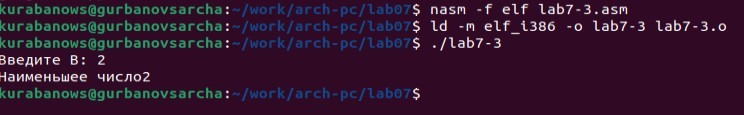 kurabanows@gurbanovsarcha:~/work/arch-pc/lab07$ nasm -f elf lab7-3.asm
kurabanows@gurbanovsarcha:~/work/arch-pc/lab07$ ld -m elf_i386 -o lab7-3 lab7-3.o
kurabanows@gurbanovsarcha:~/work/arch-pc/lab07$ ./lab7-3
Введите В: 2
Наименьшее число2
kurabanows@gurbanovsarcha:~/work/arch-pc/lab07$